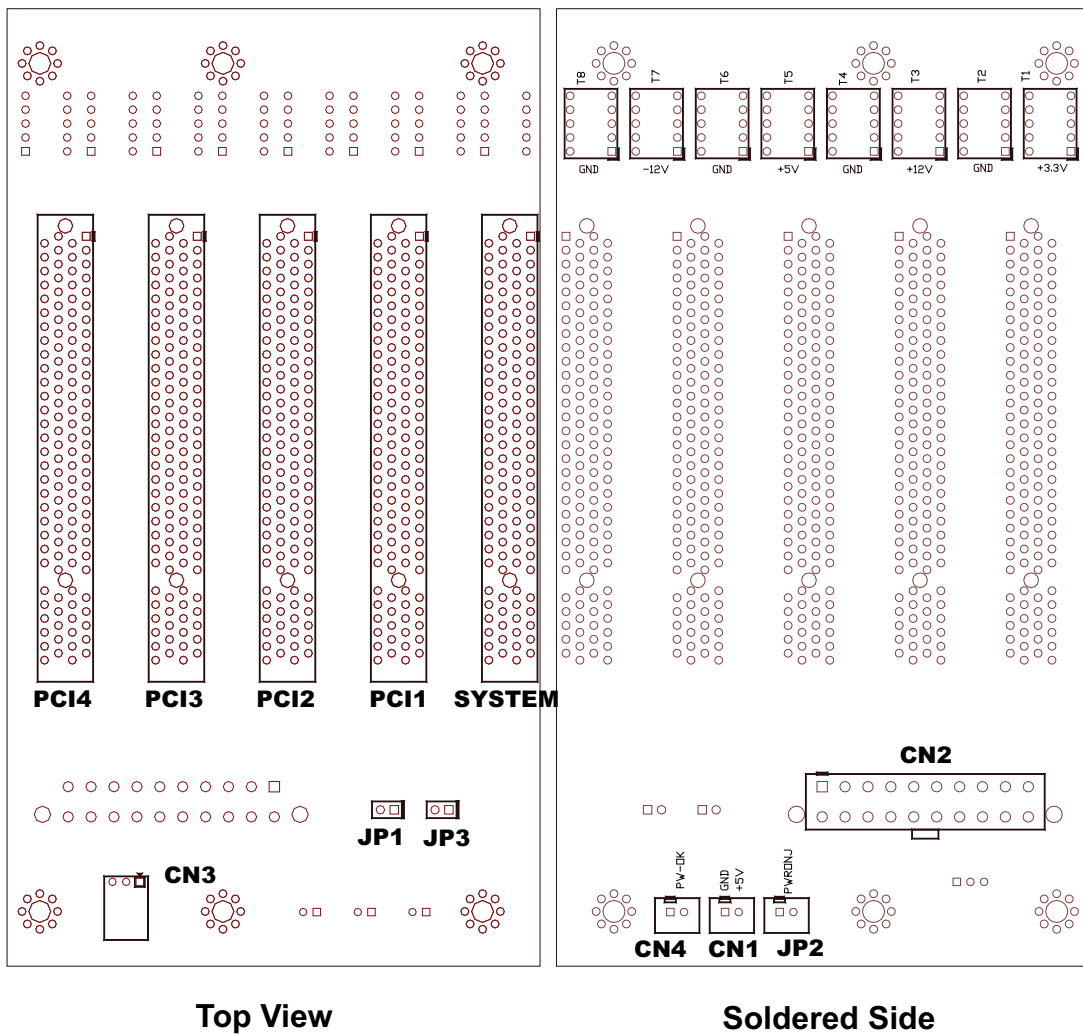 PCI4 PCI3 PCI2 PCI1 SYSTEM
JP1 JP3
CN3
Top View
T8 T7 T6 T5 T4 T3 T2 T1
GND -12V GND +5V GND +12V GND +3.3V
CN2
PW-OK
GND
+5V
PWRONJ
CN4 CN1 JP2
Soldered Side